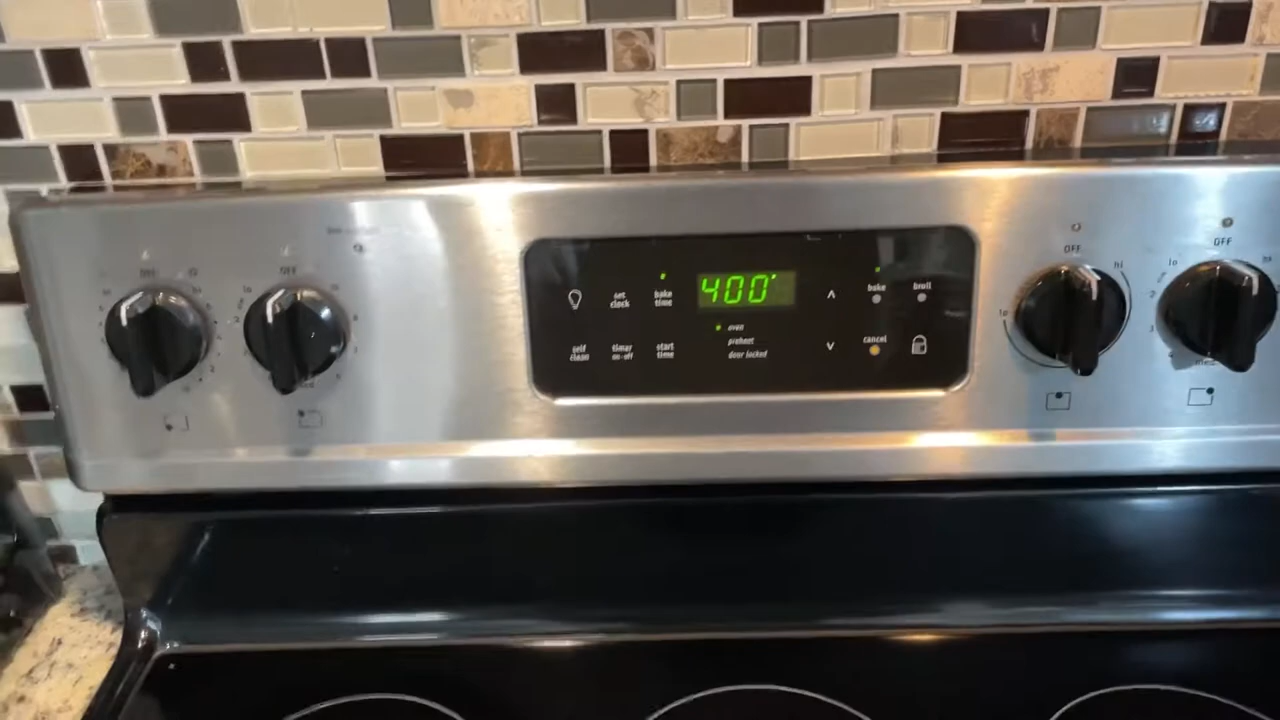 400°
set clock
bake time
bake
broil
self clean
timer on-off
start time
oven
preheat
door locked
cancel
OFF
OFF
hi
lo
OFF
lo
hi